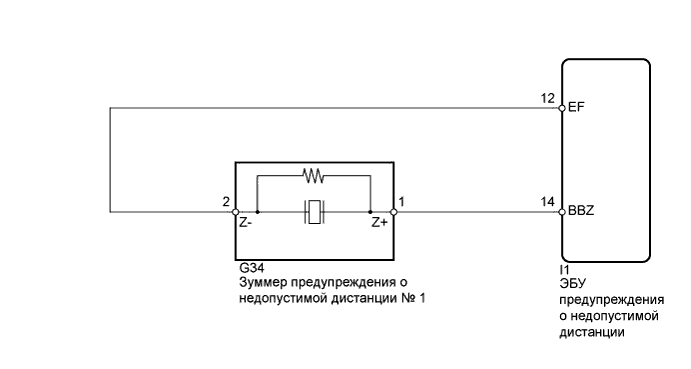 12
EF
2
1
14
Z-
Z+
BBZ
G34
Зуммер предупреждения о
недопустимой дистанции № 1
I1
ЭБУ
предупреждения
о недопустимой
дистанции